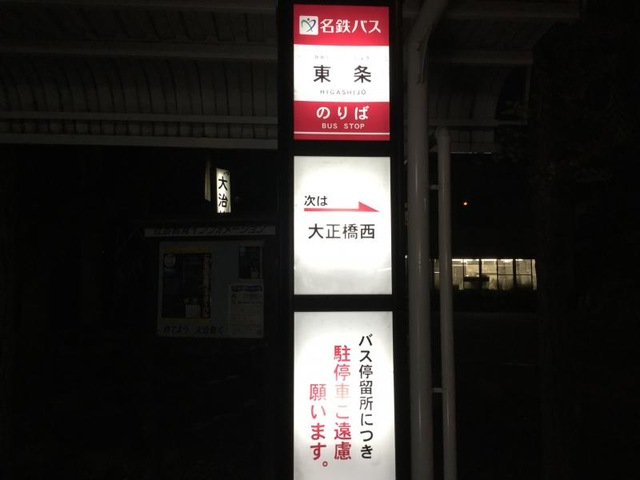 名鉄バス
東条
HIGASHIJŌ
のりば
BUS STOP
次は
大正橋西
バス停留所につき
駐停車ご遠慮
願います。
大治